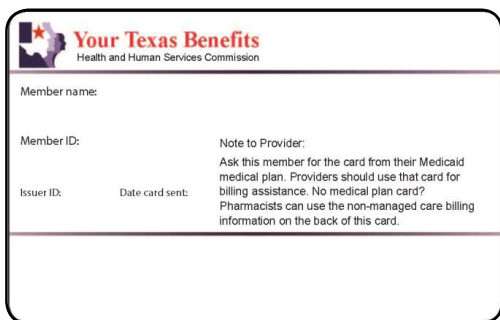 Your Texas Benefits
Health and Human Services Commission
Member name:
Member ID:
Note to Provider:
Ask this member for the card from their Medicaid
medical plan. Providers should use that card for
billing assistance. No medical plan card?
Pharmacists can use the non-managed care billing
information on the back of this card.
Issuer ID:
Date card sent: